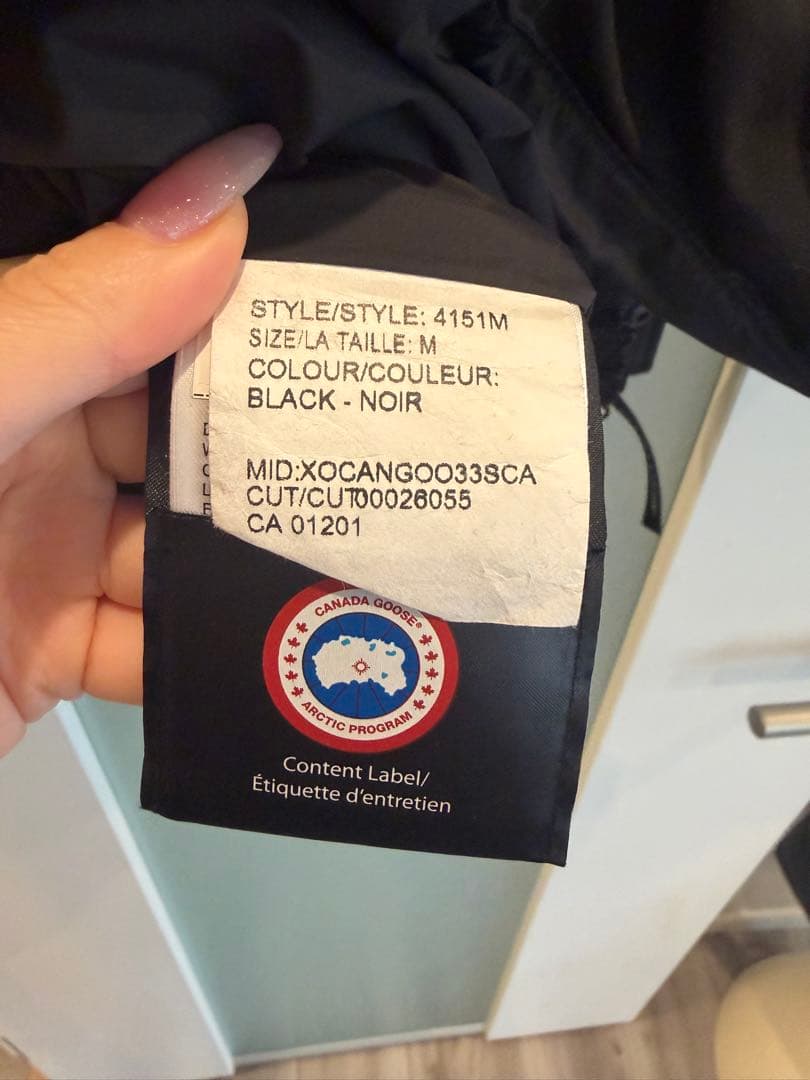 STYLE/STYLE: 4151M
SIZE/LA TAILLE: M
COLOUR/COULEUR:
BLACK - NOIR
MID:XOCANGOO33SCA
CUT/CUT00026055
CA 01201
CANADA GOOSE®
ARCTIC PROGRAM
Content Label/
Étiquette d'entretien